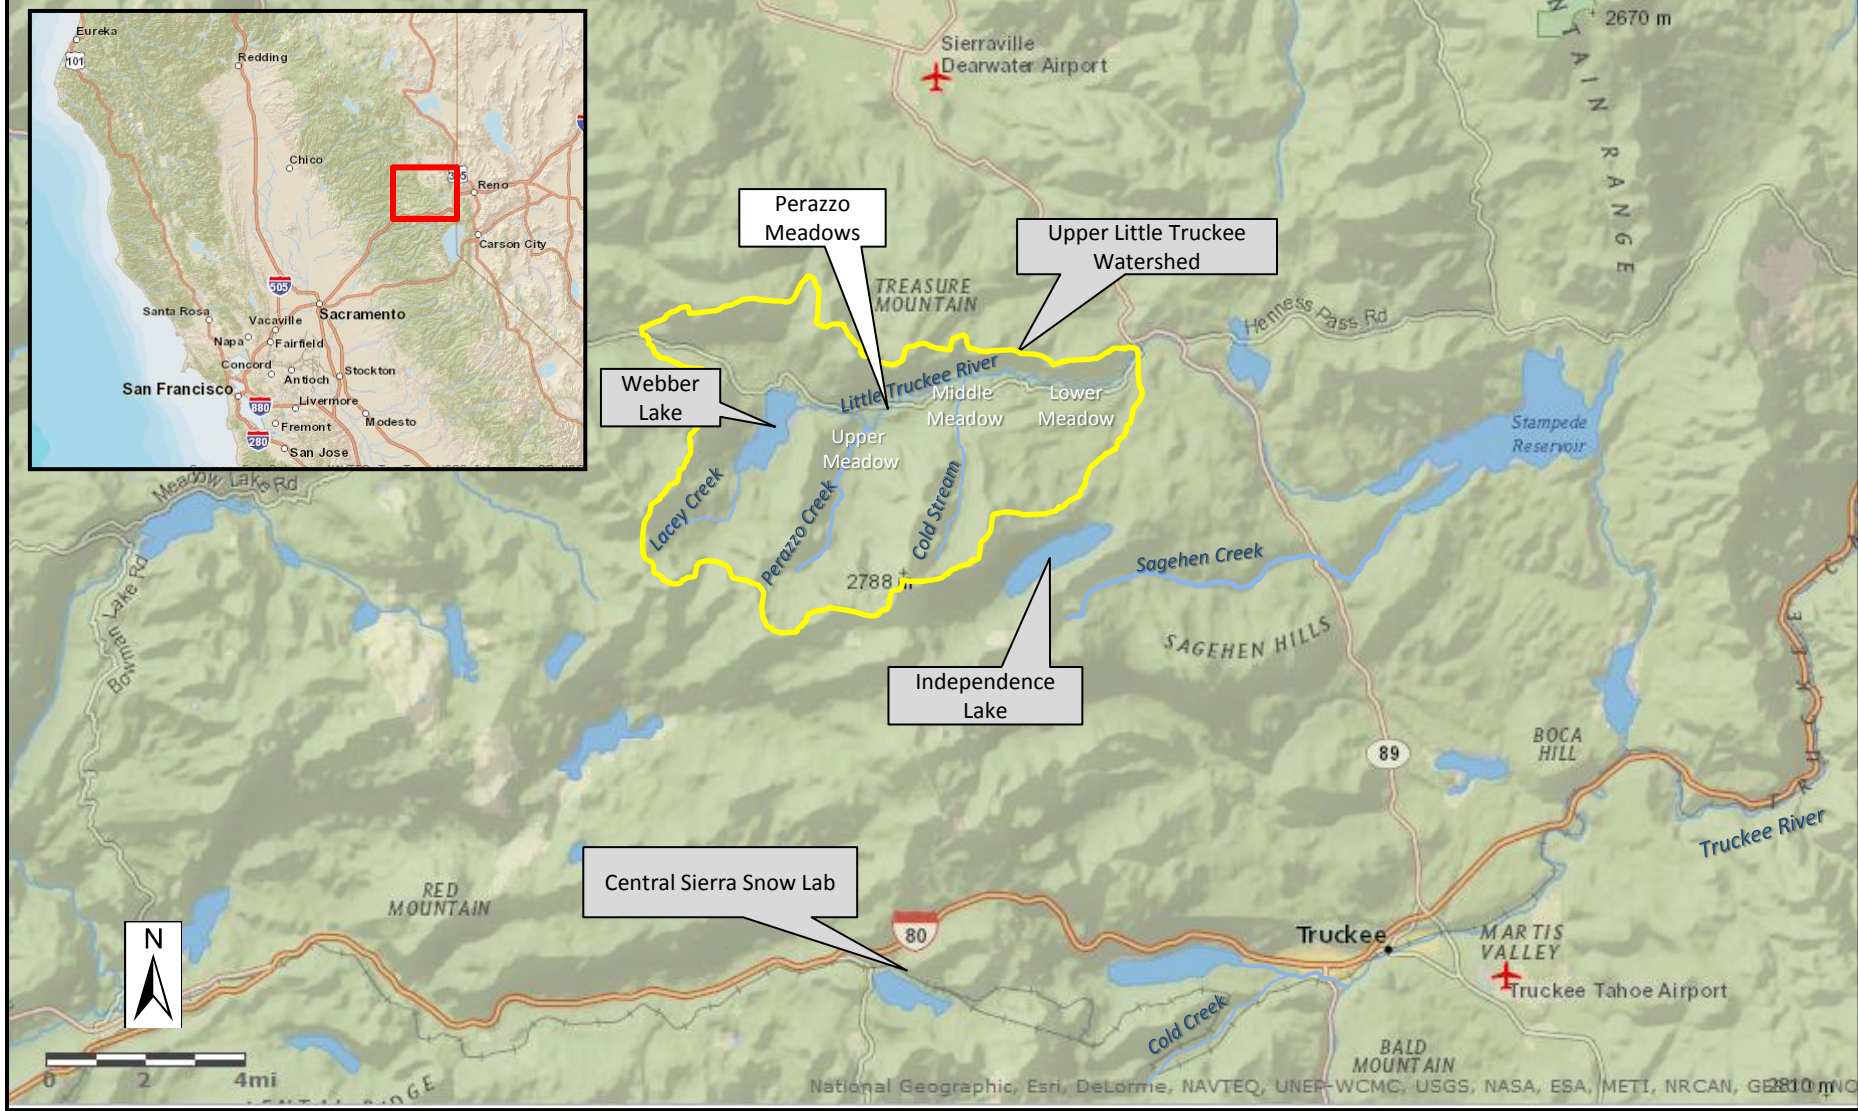 Eureka
101
Redding
Chico
395
Reno
Carson City
505
Sacramento
Santa Rosa
Vacaville
Napa
Fairfield
Concord
Antioch
Stockton
San Francisco
880
Livermore
Modesto
Fremont
280
San Jose
2670 m
Sierraville
Dearwater Airport
NTAIN RANGE
Perazzo
Meadows
Upper Little Truckee
Watershed
TREASURE
MOUNTAIN
Henness Pass Rd
Webber
Lake
Little Truckee River
Middle
Meadow
Lower
Meadow
Upper
Meadow
Stampede
Reservoir
Lacey Creek
Perazzo Creek
Cold Stream
Meadow Lake Rd
Bowman Lake Rd
Sagehen Creek
2788 m
SAGEHEN HILLS
Independence
Lake
89
BOCA
HILL
Truckee River
Central Sierra Snow Lab
RED
MOUNTAIN
80
Truckee
MARTIS
VALLEY
Truckee Tahoe Airport
N
Cold Creek
BALD
MOUNTAIN
0 2 4mi
National Geographic, Esri, DeLorme, NAVTEQ, UNEP-WCMC, USGS, NASA, ESA, METI, NRCAN,
2810 m